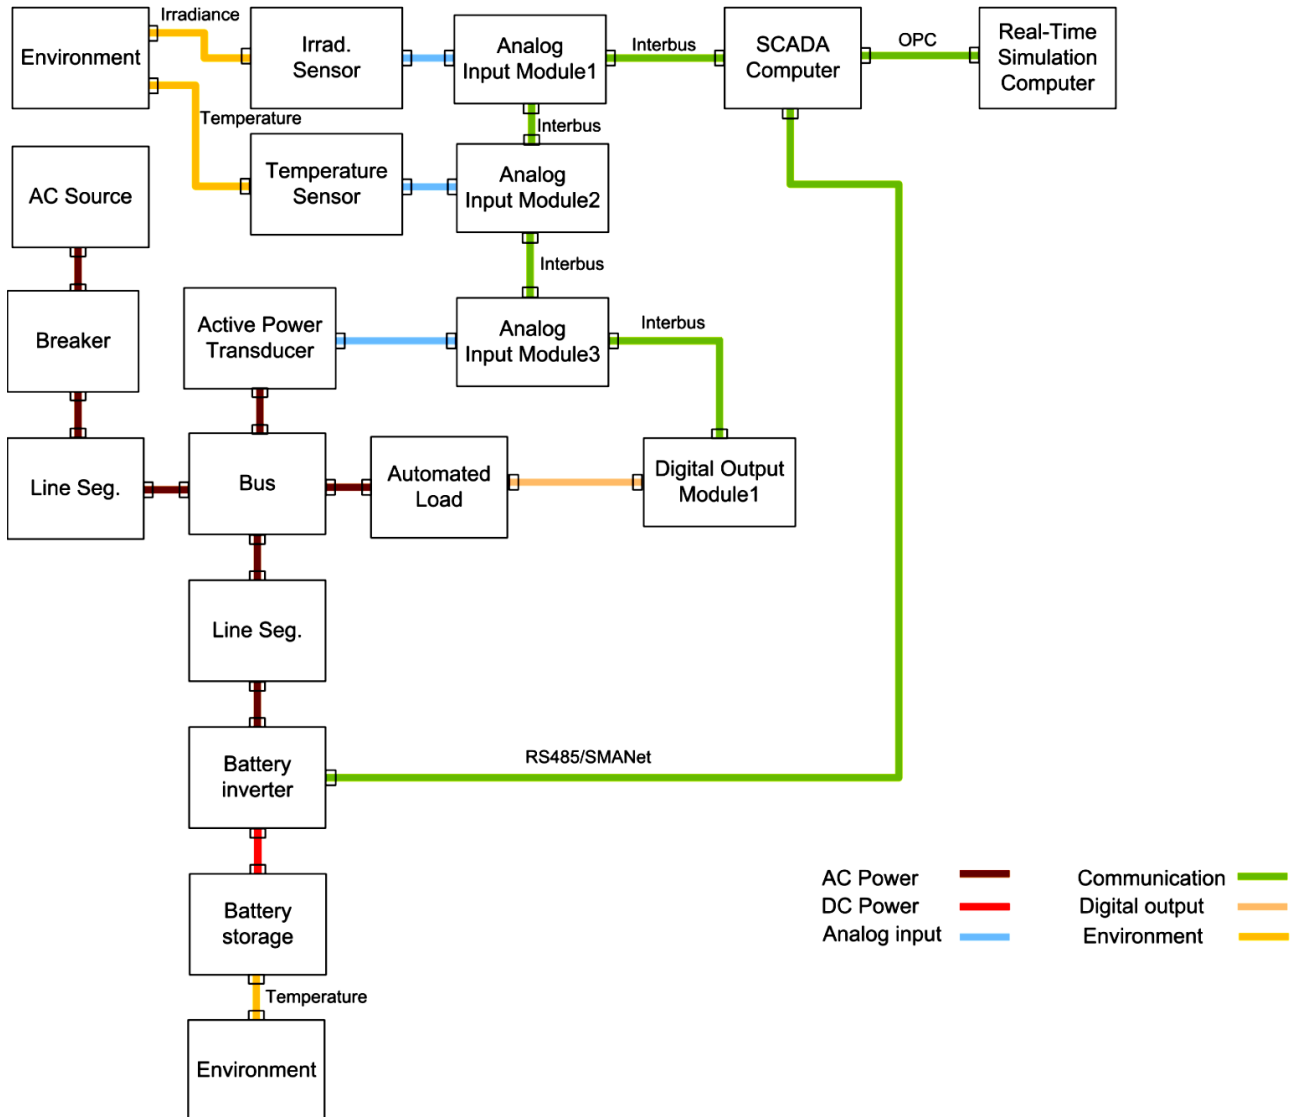 Irradiance
Environment
Irrad.
Sensor
Analog
Input Module1
Interbus
SCADA
Computer
OPC
Real-Time
Simulation
Computer
Temperature
Interbus
AC Source
Temperature
Sensor
Analog
Input Module2
Interbus
Breaker
Active Power
Transducer
Analog
Input Module3
Interbus
Line Seg.
Bus
Automated
Load
Digital Output
Module1
Line Seg.
Battery
inverter
RS485/SMANet
Battery
storage
Temperature
Environment
AC Power
DC Power
Analog input
Communication
Digital output
Environment